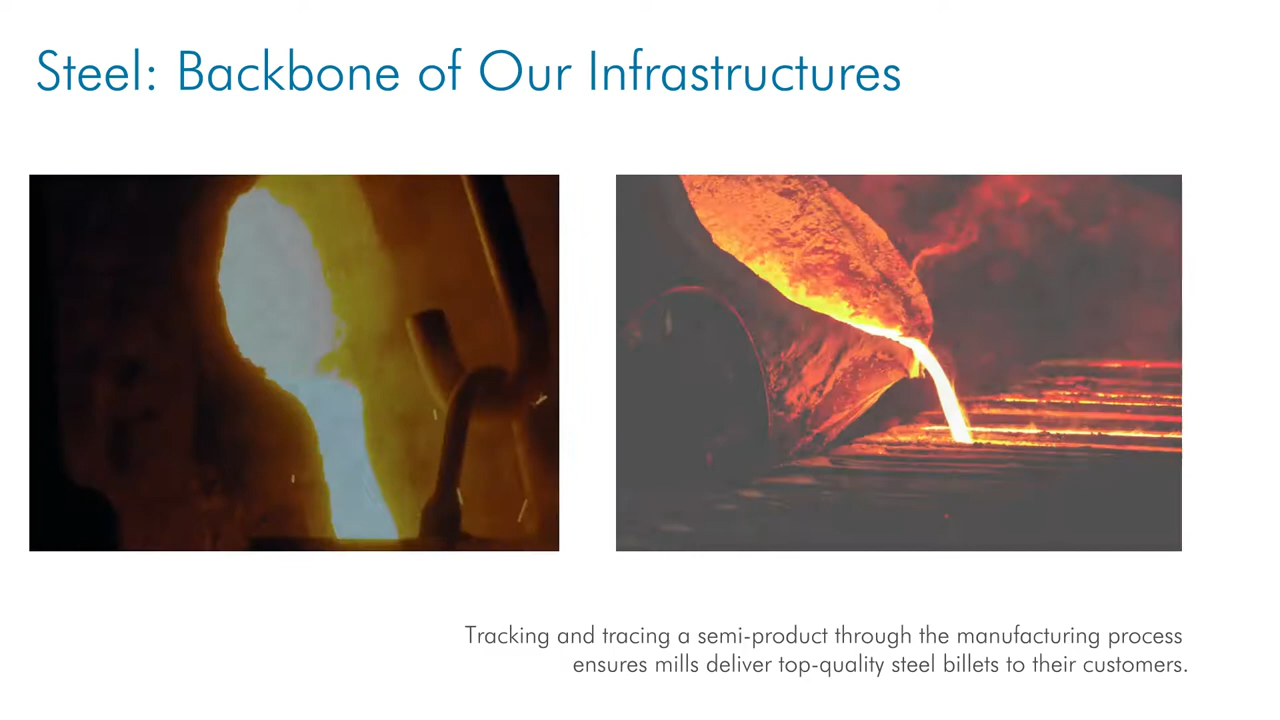 Steel: Backbone of Our Infrastructures
Tracking and tracing a semi-product through the manufacturing process
ensures mills deliver top-quality steel billets to their customers.